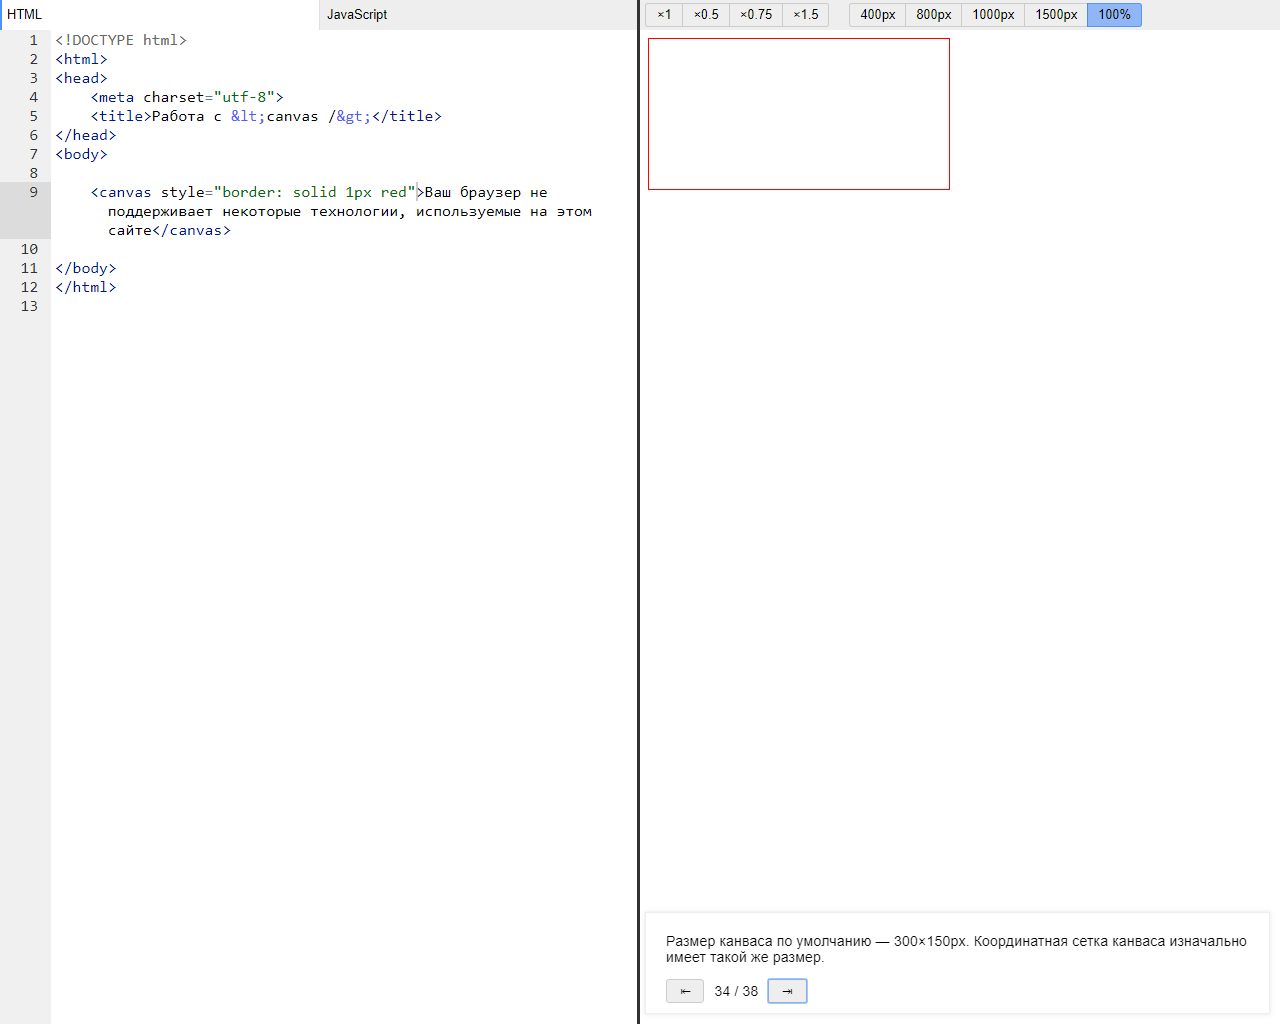 HTML
JavaScript
×1 ×0.5 ×0.75 ×1.5 400px 800px 1000px 1500px 100%
1 <!DOCTYPE html>
2 <html>
3 <head>
4 <meta charset="utf-8">
5 <title>Работа с &lt;canvas /&gt;</title>
6 </head>
7 <body>
8
9 <canvas style="border: solid 1px red">Ваш браузер не
поддерживает некоторые технологии, используемые на этом
сайте</canvas>
10
11 </body>
12 </html>
13
Размер канваса по умолчанию — 300×150px. Координатная сетка канваса изначально
имеет такой же размер.
⇤ 34 / 38 ⇥